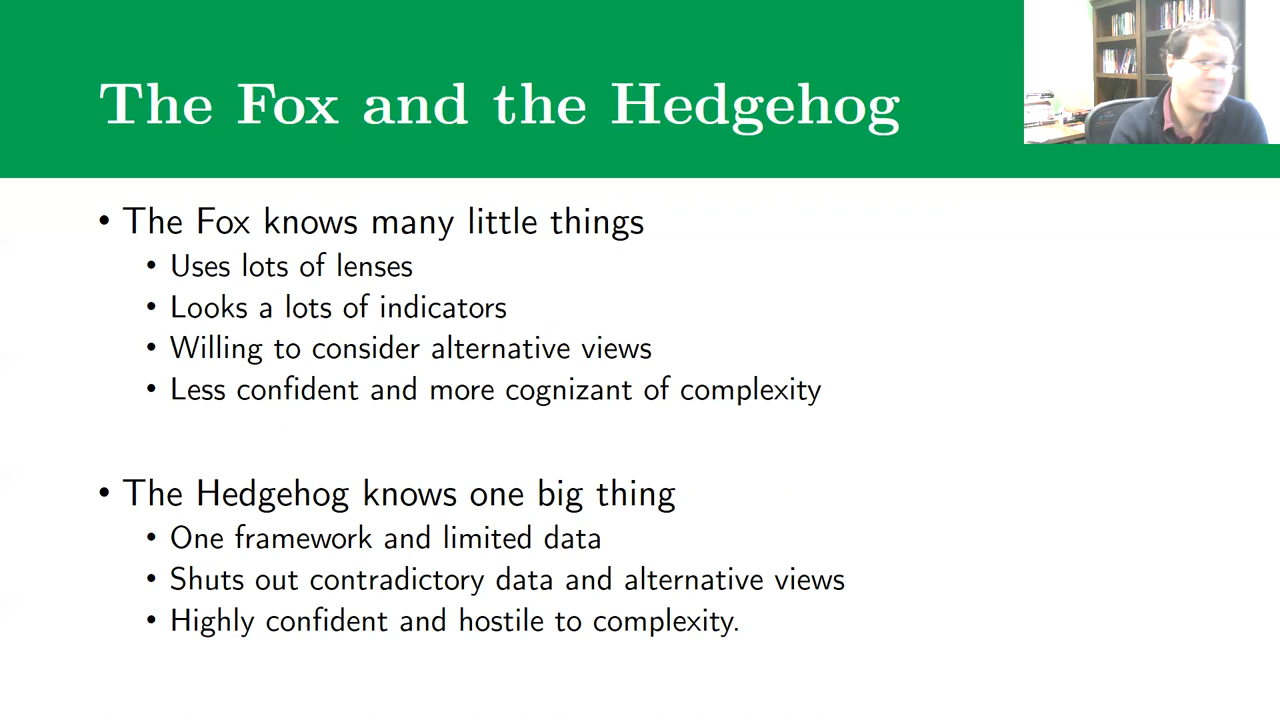 The Fox and the Hedgehog
• The Fox knows many little things
• Uses lots of lenses
• Looks a lots of indicators
• Willing to consider alternative views
• Less confident and more cognizant of complexity
• The Hedgehog knows one big thing
• One framework and limited data
• Shuts out contradictory data and alternative views
• Highly confident and hostile to complexity.